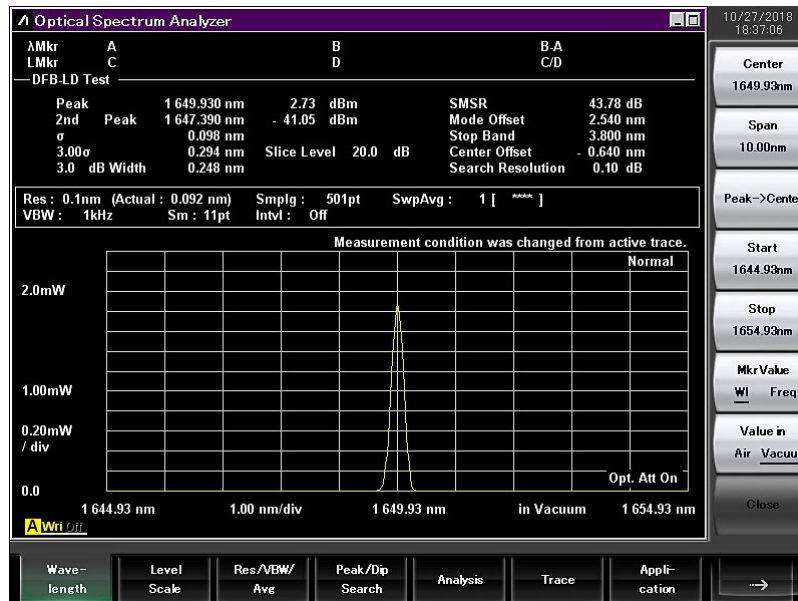 Optical Spectrum Analyzer
10/27/2018
18:37:06
λMkr A B B-A
LMkr C D C/D
DFB-LD Test
Peak 1 649.930 nm 2.73 dBm SMSR 43.78 dB
2nd Peak 1 647.390 nm - 41.05 dBm Mode Offset 2.540 nm
σ 0.098 nm Stop Band 3.800 nm
3.00σ 0.294 nm Slice Level 20.0 dB Center Offset - 0.640 nm
3.0 dB Width 0.248 nm Search Resolution 0.10 dB
Res : 0.1nm (Actual : 0.092 nm) Smplg : 501pt SwpAvg : 1 [ **** ]
VBW : 1kHz Sm : 11pt Intvl : Off
Measurement condition was changed from active trace.
Normal
2.0mW
1.00mW
0.20mW
/ div
Opt. Att On
0.0
1 644.93 nm 1.00 nm/div 1 649.93 nm in Vacuum 1 654.93 nm
A Wri Off
Center
1649.93nm
Span
10.00nm
Peak->Cente
Start
1644.93nm
Stop
1654.93nm
MkrValue
Wl Freq
Value in
Air Vacuu
Close
Wave-
length
Level
Scale
Res/VBW/
Avg
Peak/Dip
Search
Analysis
Trace
Appli-
cation